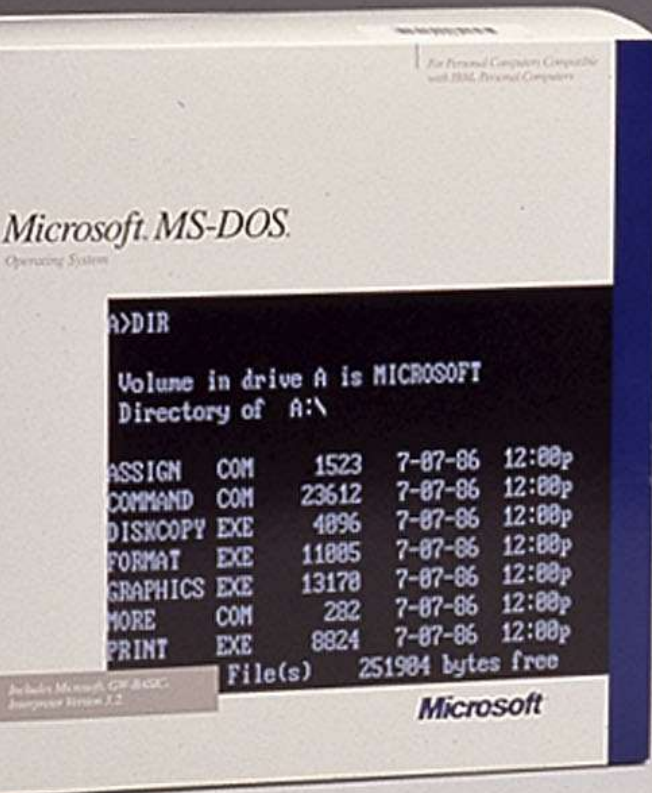 For Personal Computers Compatible
with IBM Personal Computers
Microsoft. MS-DOS.
Operating System
A>DIR
Volume in drive A is MICROSOFT
Directory of A:\
ASSIGN COM 1523 7-07-86 12:00p
COMMAND COM 23612 7-07-86 12:00p
DISKCOPY EXE 4096 7-07-86 12:00p
FORMAT EXE 11005 7-07-86 12:00p
GRAPHICS EXE 13170 7-07-86 12:00p
MORE COM 282 7-07-86 12:00p
PRINT EXE 8824 7-07-86 12:00p
File(s) 251904 bytes free
Includes Microsoft GW-BASIC
Interpreter Version 3.2
Microsoft